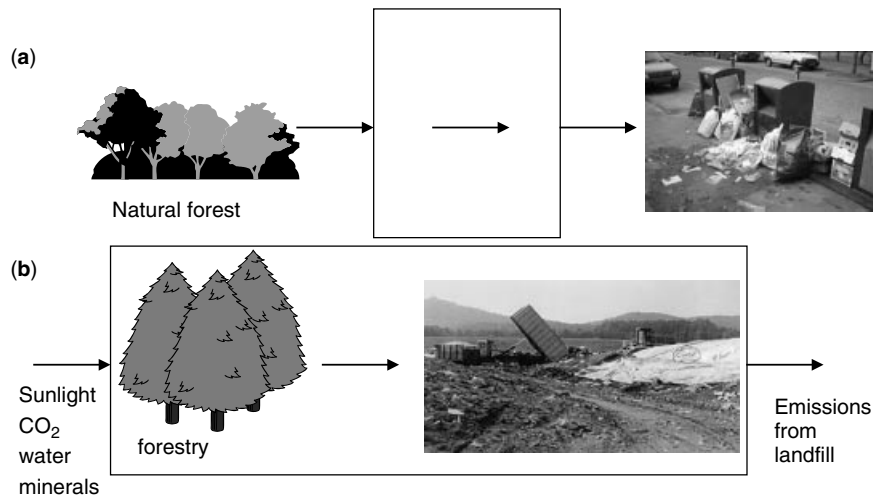 (a)
Natural forest
(b)
Sunlight
CO₂
water
minerals
forestry
Emissions
from
landfill